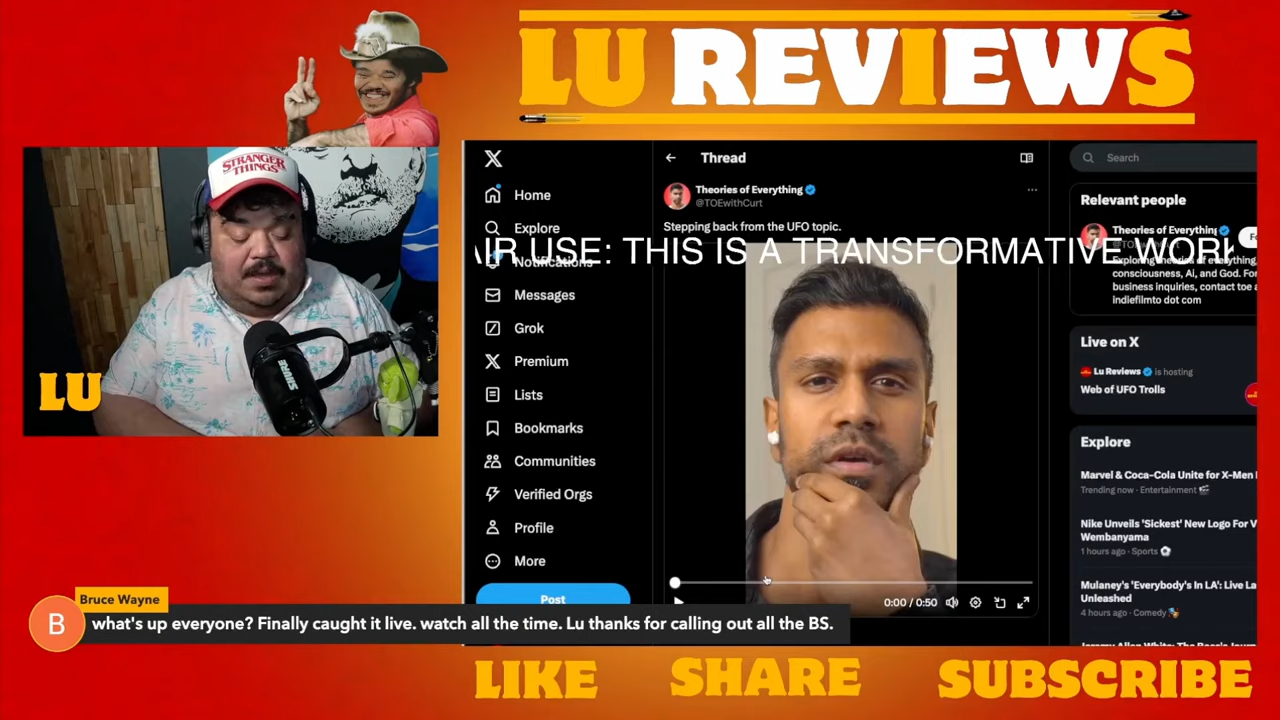 LU REVIEWS
STRANGER
THINGS
SHURE
LU
Home
Explore
Notifications
Messages
Grok
Premium
Lists
Bookmarks
Communities
Verified Orgs
Profile
More
Post
Thread
Theories of Everything
@TOEwithCurt
Stepping back from the UFO topic.
AIR USE: THIS IS A TRANSFORMATIVE WORK
0:00 / 0:50
Search
Relevant people
Theories of Everything
Exploring theories of everything,
consciousness, Ai, and God. For
business inquiries, contact toe a
indiefilmto dot com
Live on X
Lu Reviews is hosting
Web of UFO Trolls
Explore
Marvel & Coca-Cola Unite for X-Men
Trending now · Entertainment
Nike Unveils 'Sickest' New Logo For V
Wembanyama
1 hours ago · Sports
Mulaney's 'Everybody's In LA': Live La
Unleashed
4 hours ago · Comedy
B
Bruce Wayne
what's up everyone? Finally caught it live. watch all the time. Lu thanks for calling out all the BS.
LIKE SHARE SUBSCRIBE